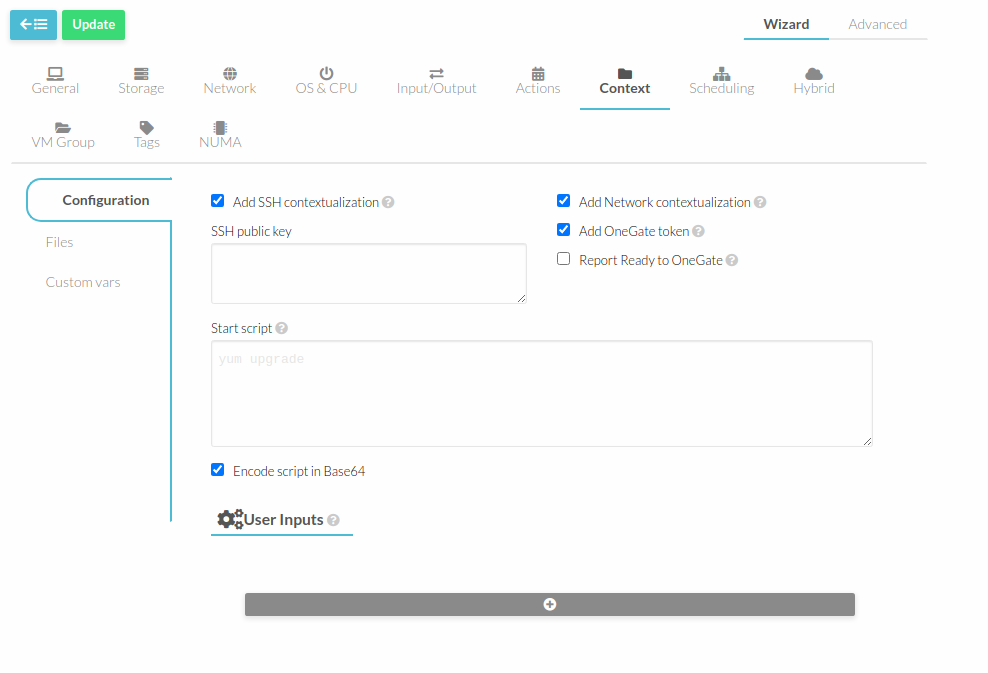 Update
Wizard
Advanced
General
Storage
Network
OS & CPU
Input/Output
Actions
Context
Scheduling
Hybrid
VM Group
Tags
NUMA
Configuration
Files
Custom vars
Add SSH contextualization
SSH public key
Add Network contextualization
Add OneGate token
Report Ready to OneGate
Start script
yum upgrade
Encode script in Base64
User Inputs